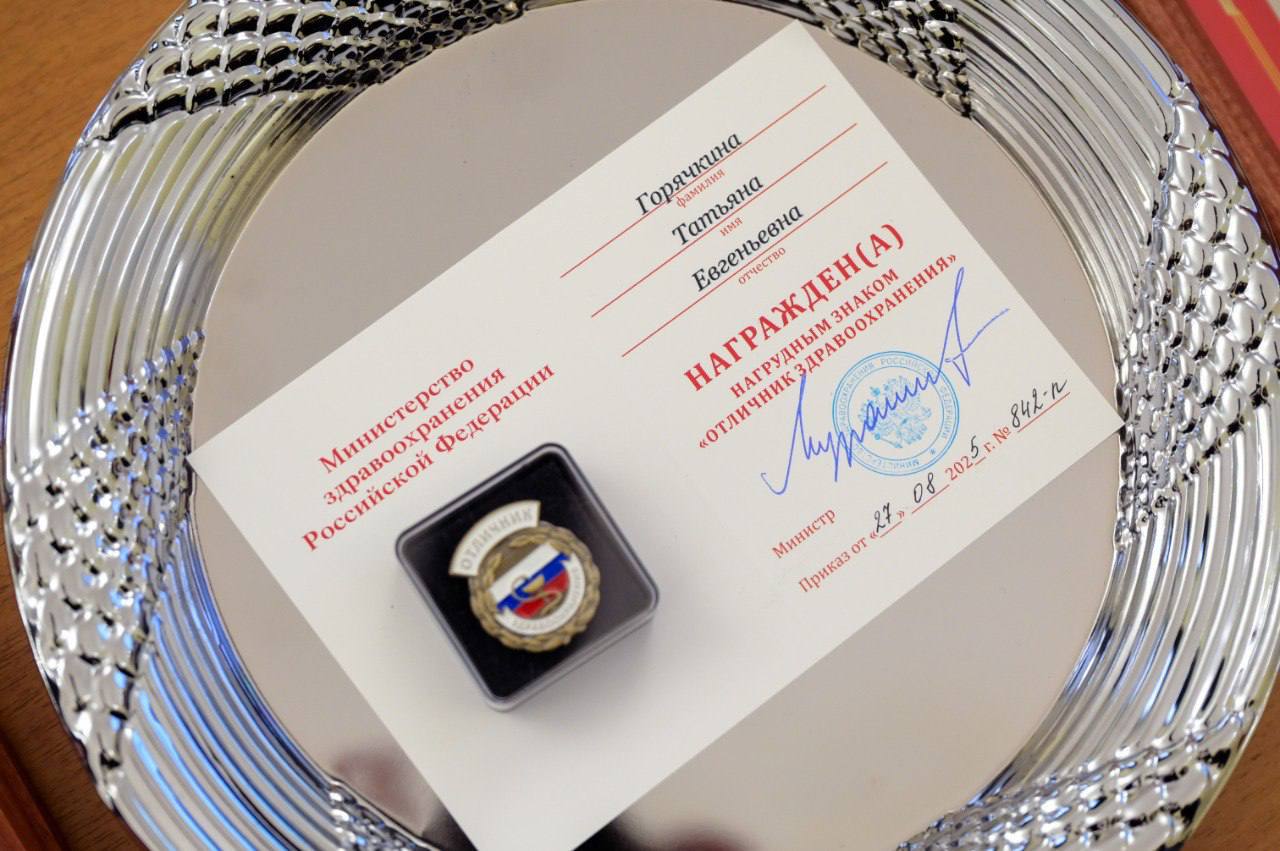 Министерство
здравоохранения
Российской Федерации
ОТЛИЧНИК
Горячкина
фамилия
Татьяна
имя
Евгеньевна
отчество
НАГРАЖДЕН(А)
НАГРУДНЫМ ЗНАКОМ
«ОТЛИЧНИК ЗДРАВООХРАНЕНИЯ»
Министр
Приказ от «27» 08 2025 г. № 842-п